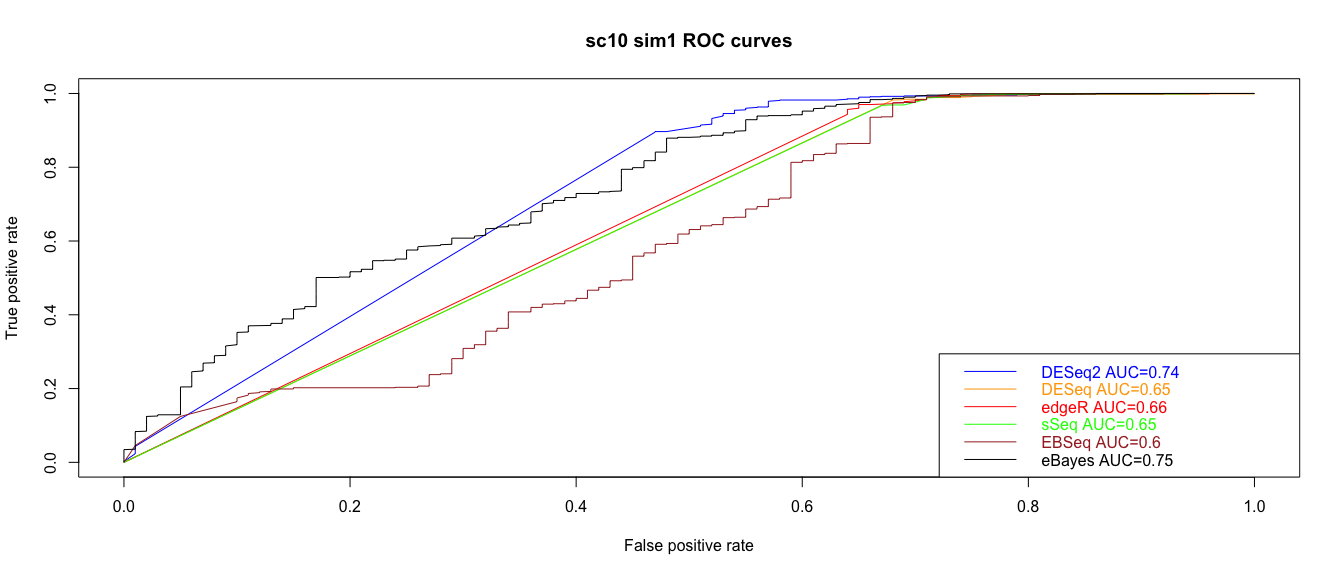 sc10 sim1 ROC curves
True positive rate
1.0
0.8
0.6
0.4
0.2
0.0
DESeq2 AUC=0.74
DESeq AUC=0.65
edgeR AUC=0.66
sSeq AUC=0.65
EBSeq AUC=0.6
eBayes AUC=0.75
0.0 0.2 0.4 0.6 0.8 1.0
False positive rate